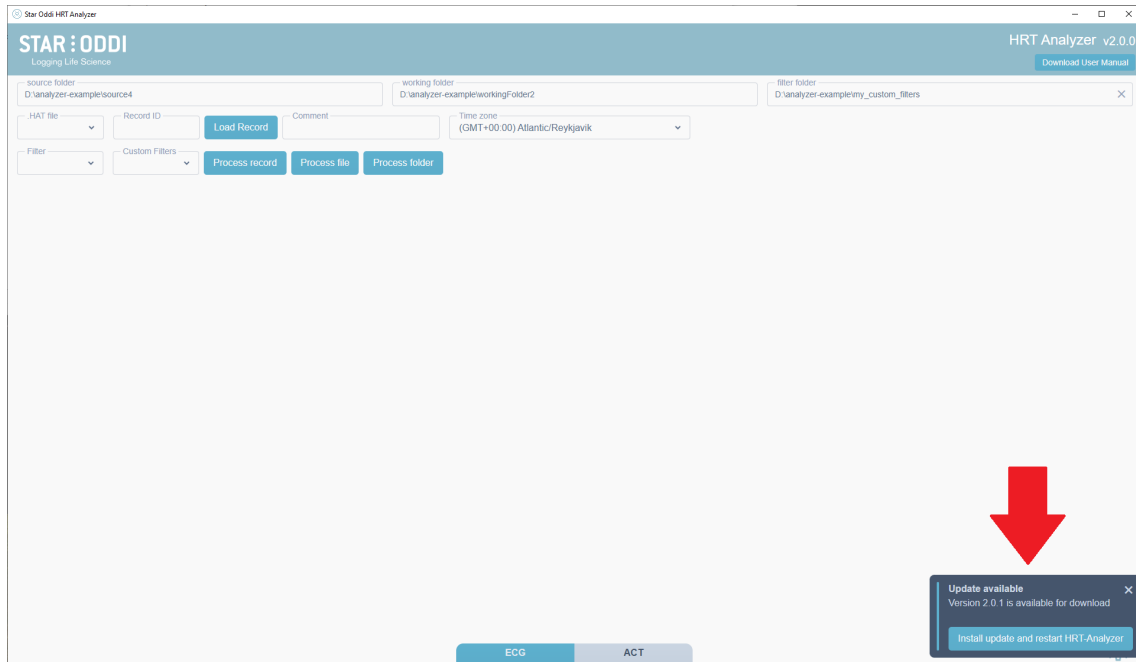 Star Oddi HRT Analyzer
STAR:ODDI
Logging Life Science
HRT Analyzer v2.0.0
Download User Manual
source folder
D:\analyzer-example\source4
working folder
D:\analyzer-example\workingFolder2
filter folder
D:\analyzer-example\my_custom_filters
.HAT file
Record ID
Load Record
Comment
Time zone
(GMT+00:00) Atlantic/Reykjavik
Filter
Custom Filters
Process record
Process file
Process folder
Update available
Version 2.0.1 is available for download
Install update and restart HRT-Analyzer
ECG
ACT